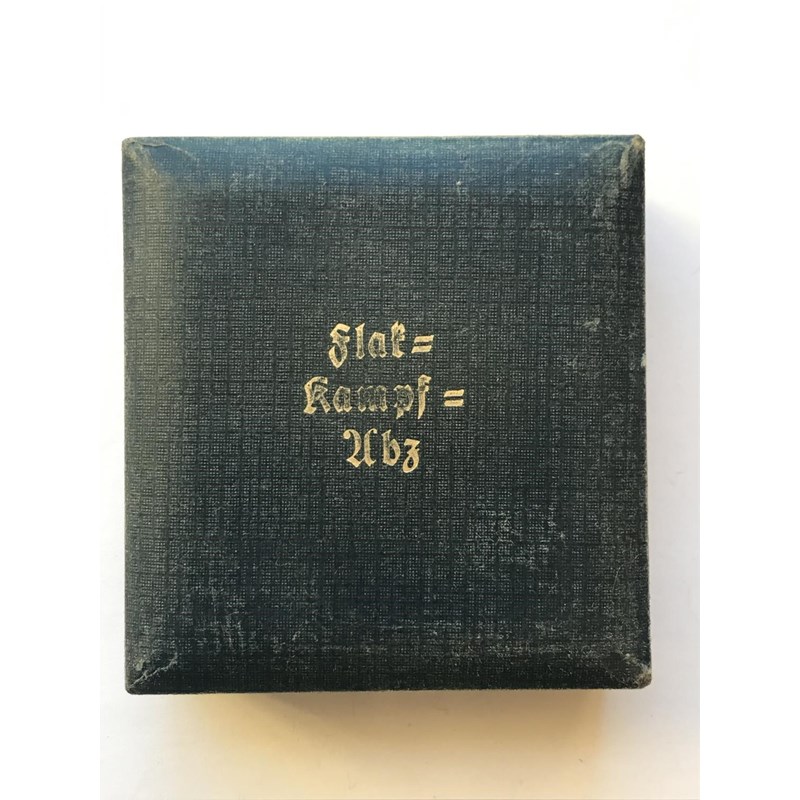 Flak=
Kampf=
Abz